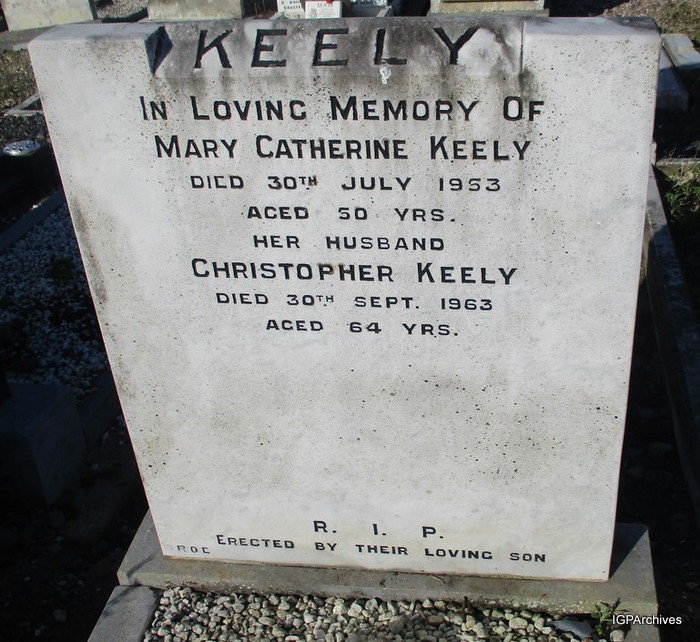 KEELY
IN LOVING MEMORY OF
MARY CATHERINE KEELY
DIED 30TH JULY 1953
AGED 50 YRS.
HER HUSBAND
CHRISTOPHER KEELY
DIED 30TH SEPT. 1963
AGED 64 YRS.
R. I. P.
ERECTED BY THEIR LOVING SON
IGPArchives